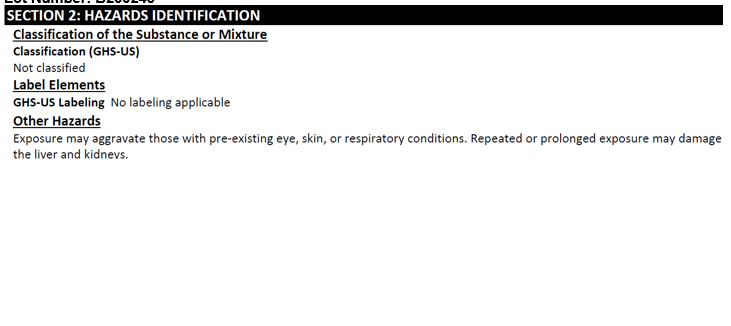 SECTION 2: HAZARDS IDENTIFICATION
Classification of the Substance or Mixture
Classification (GHS-US)
Not classified
Label Elements
GHS-US Labeling No labeling applicable
Other Hazards
Exposure may aggravate those with pre-existing eye, skin, or respiratory conditions. Repeated or prolonged exposure may damage
the liver and kidneys.